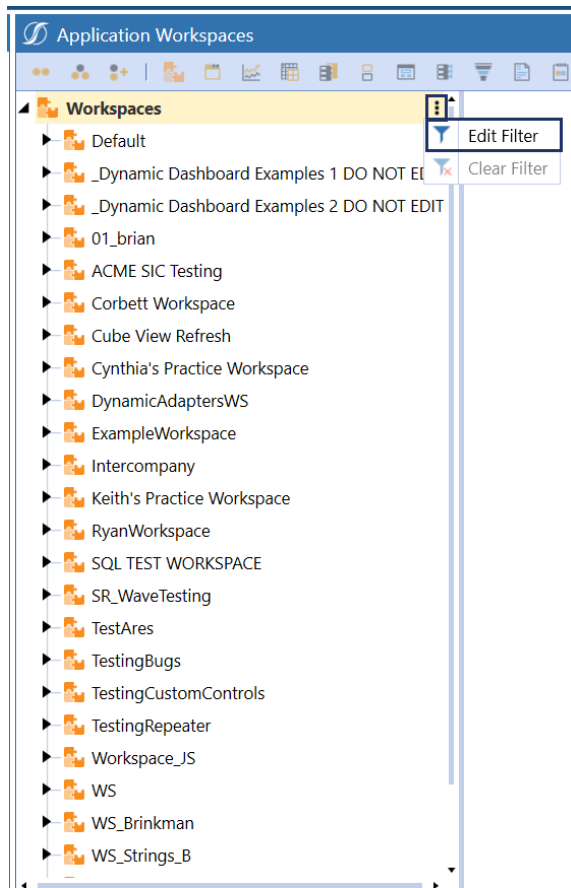 Application Workspaces
Workspaces
Edit Filter
Default
Clear Filter
_Dynamic Dashboard Examples 1 DO NOT
_Dynamic Dashboard Examples 2 DO NOT EDIT
01_brian
ACME SIC Testing
Corbett Workspace
Cube View Refresh
Cynthia's Practice Workspace
DynamicAdaptersWS
ExampleWorkspace
Intercompany
Keith's Practice Workspace
RyanWorkspace
SQL TEST WORKSPACE
SR_WaveTesting
TestAres
TestingBugs
TestingCustomControls
TestingRepeater
Workspace_JS
WS
WS_Brinkman
WS_Strings_B